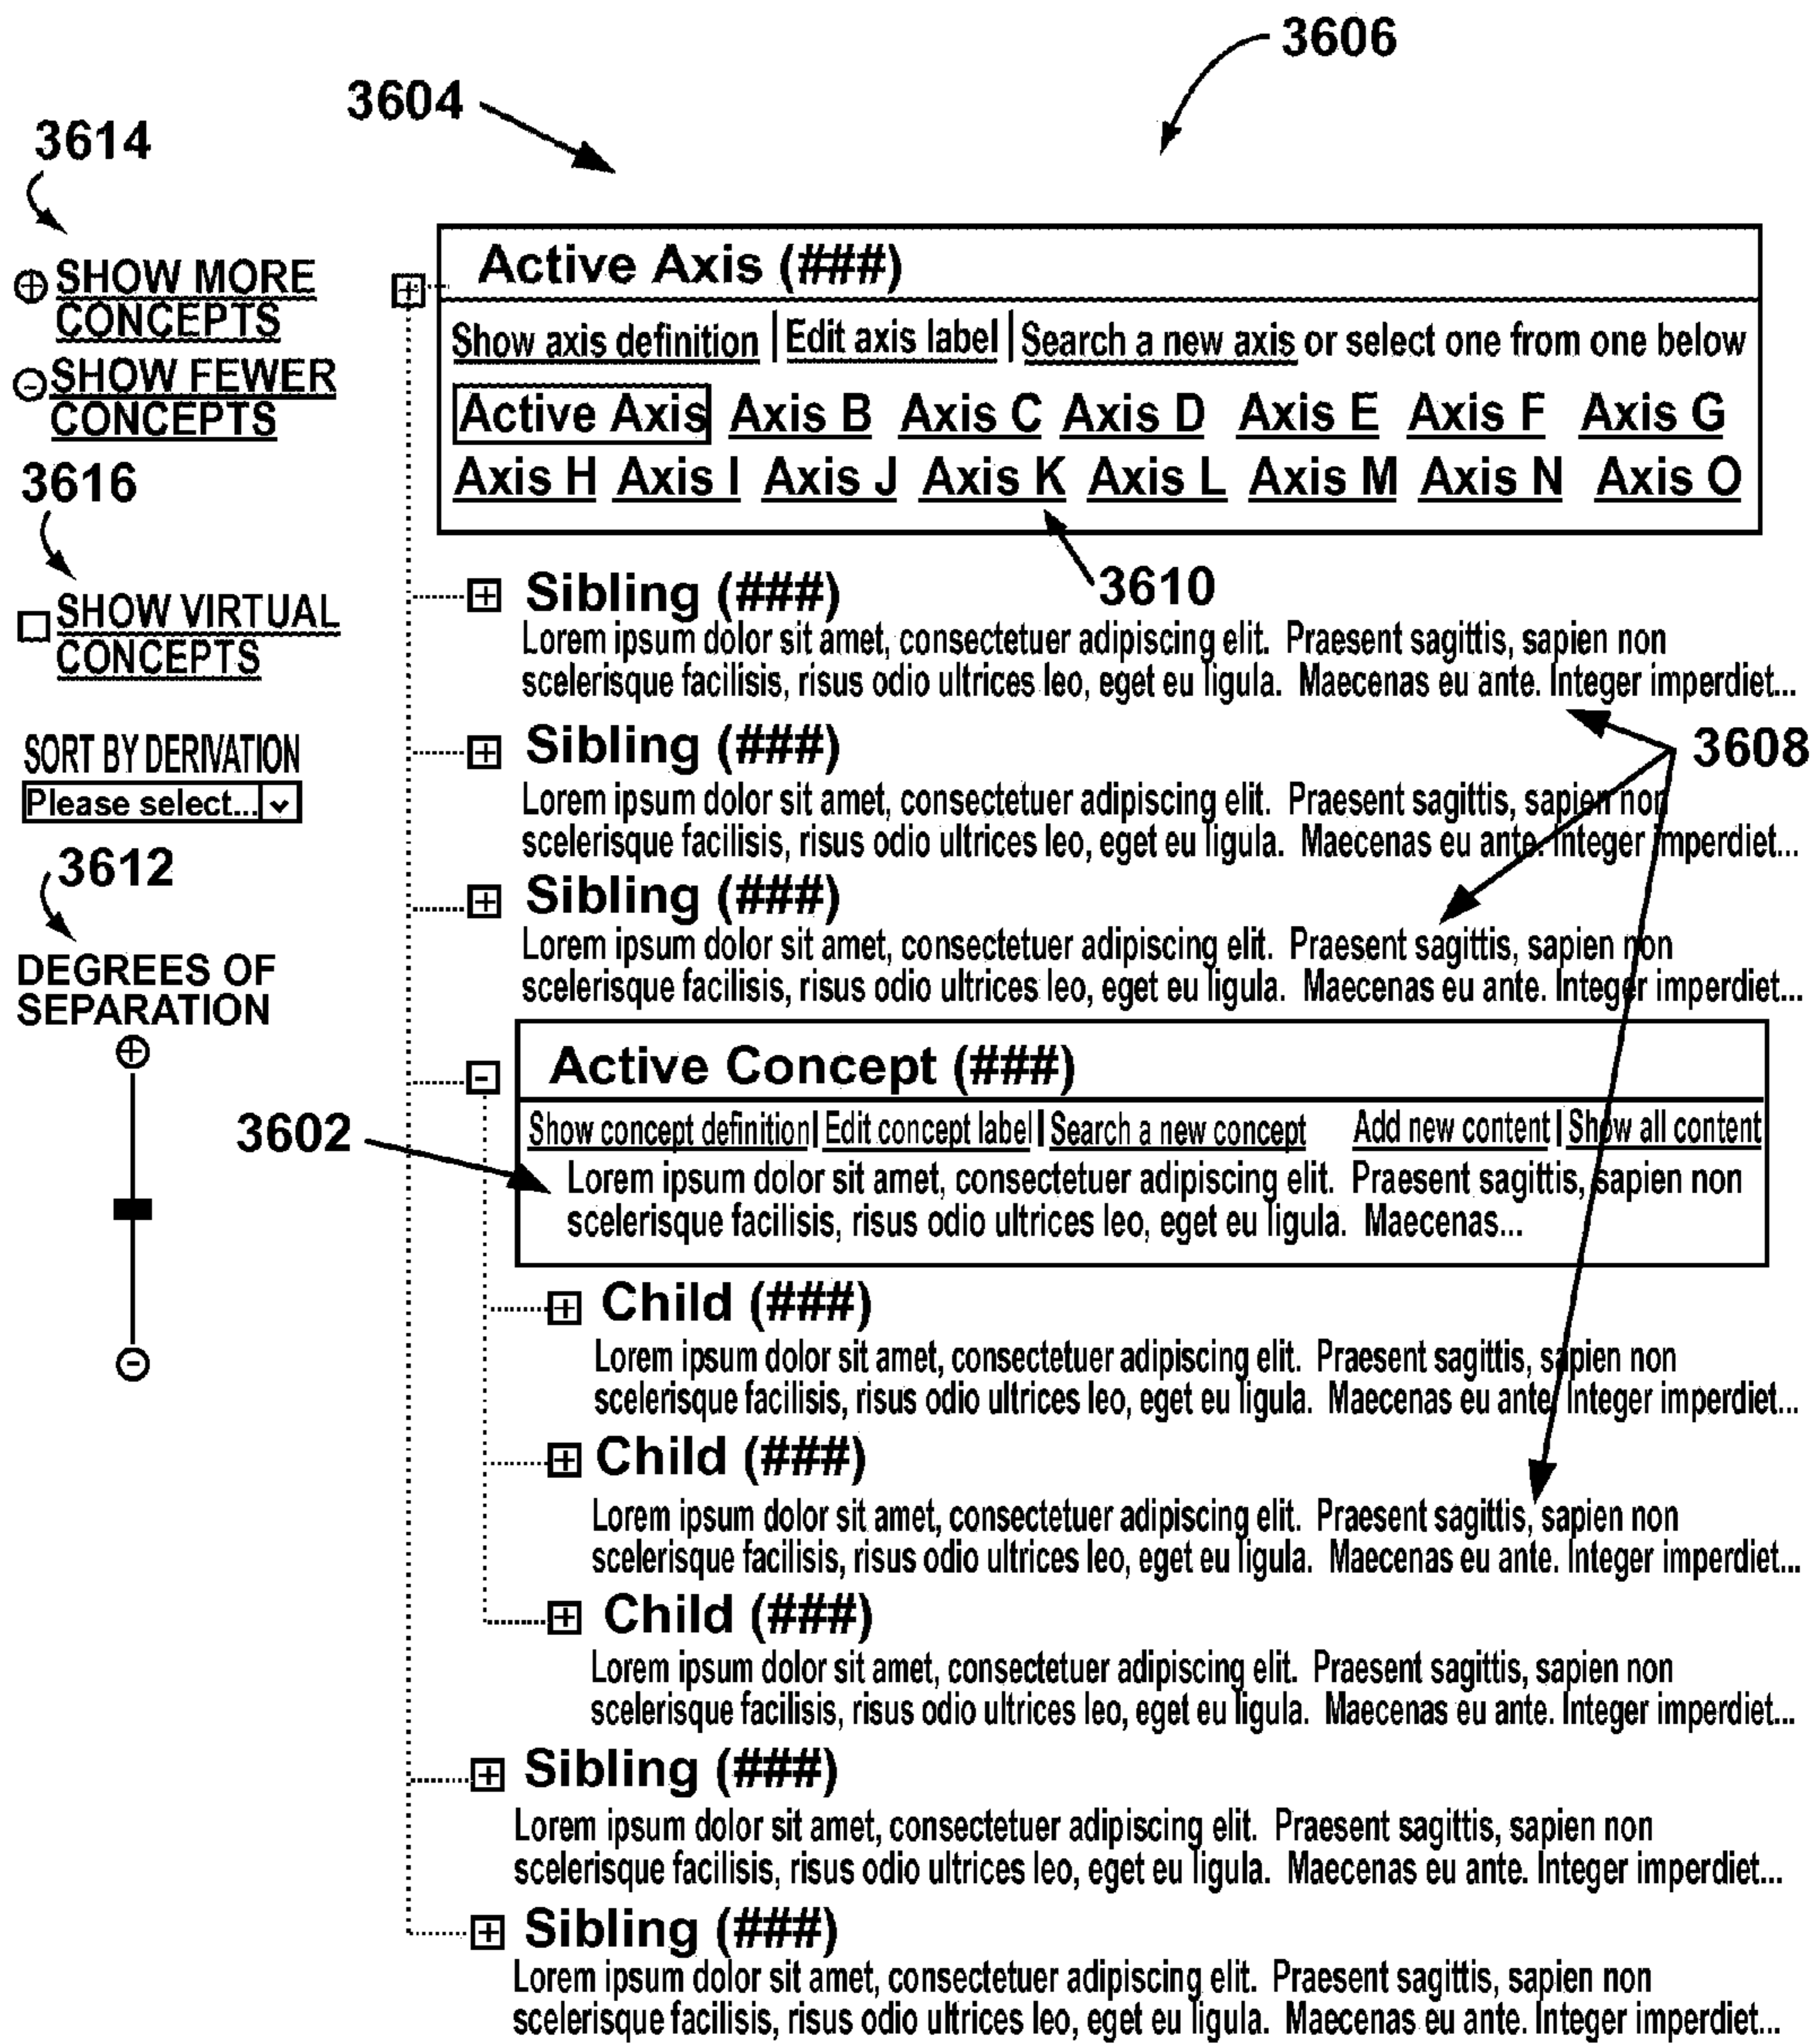 3606
3604
3614
SHOW MORE
CONCEPTS
SHOW FEWER
CONCEPTS
3616
SHOW VIRTUAL
CONCEPTS
SORT BY DERIVATION
Please select...
3612
DEGREES OF
SEPARATION
Active Axis (###)
Show axis definition | Edit axis label | Search a new axis or select one from one below
Active Axis Axis B Axis C Axis D Axis E Axis F Axis G
Axis H Axis I Axis J Axis K Axis L Axis M Axis N Axis O
3610
Sibling (###)
Lorem ipsum dolor sit amet, consectetuer adipiscing elit. Praesent sagittis, sapien non
scelerisque facilisis, risus odio ultrices leo, eget eu ligula. Maecenas eu ante. Integer imperdiet...
3608
Sibling (###)
Lorem ipsum dolor sit amet, consectetuer adipiscing elit. Praesent sagittis, sapien non
scelerisque facilisis, risus odio ultrices leo, eget eu ligula. Maecenas eu ante. Integer imperdiet...
Sibling (###)
Lorem ipsum dolor sit amet, consectetuer adipiscing elit. Praesent sagittis, sapien non
scelerisque facilisis, risus odio ultrices leo, eget eu ligula. Maecenas eu ante. Integer imperdiet...
Active Concept (###)
3602
Show concept definition | Edit concept label | Search a new concept Add new content | Show all content
Lorem ipsum dolor sit amet, consectetuer adipiscing elit. Praesent sagittis, sapien non
scelerisque facilisis, risus odio ultrices leo, eget eu ligula. Maecenas...
Child (###)
Lorem ipsum dolor sit amet, consectetuer adipiscing elit. Praesent sagittis, sapien non
scelerisque facilisis, risus odio ultrices leo, eget eu ligula. Maecenas eu ante. Integer imperdiet...
Child (###)
Lorem ipsum dolor sit amet, consectetuer adipiscing elit. Praesent sagittis, sapien non
scelerisque facilisis, risus odio ultrices leo, eget eu ligula. Maecenas eu ante. Integer imperdiet...
Child (###)
Lorem ipsum dolor sit amet, consectetuer adipiscing elit. Praesent sagittis, sapien non
scelerisque facilisis, risus odio ultrices leo, eget eu ligula. Maecenas eu ante. Integer imperdiet...
Sibling (###)
Lorem ipsum dolor sit amet, consectetuer adipiscing elit. Praesent sagittis, sapien non
scelerisque facilisis, risus odio ultrices leo, eget eu ligula. Maecenas eu ante. Integer imperdiet...
Sibling (###)
Lorem ipsum dolor sit amet, consectetuer adipiscing elit. Praesent sagittis, sapien non
scelerisque facilisis, risus odio ultrices leo, eget eu ligula. Maecenas eu ante. Integer imperdiet...